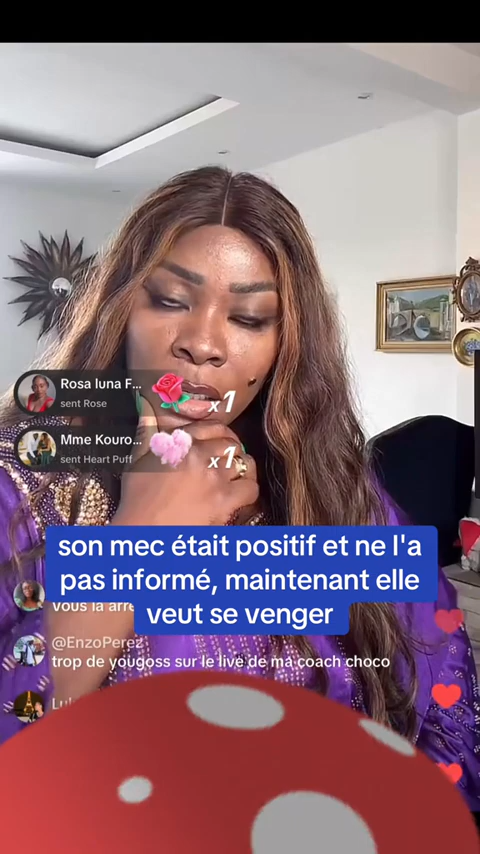 Rosa luna F...
sent Rose
x1
Mme Kouro...
sent Heart Puff
x1
son mec était positif et ne l'a
pas informé, maintenant elle
veut se venger
vous la arre
@EnzoPerez
trop de yougoss sur le live de ma coach choco